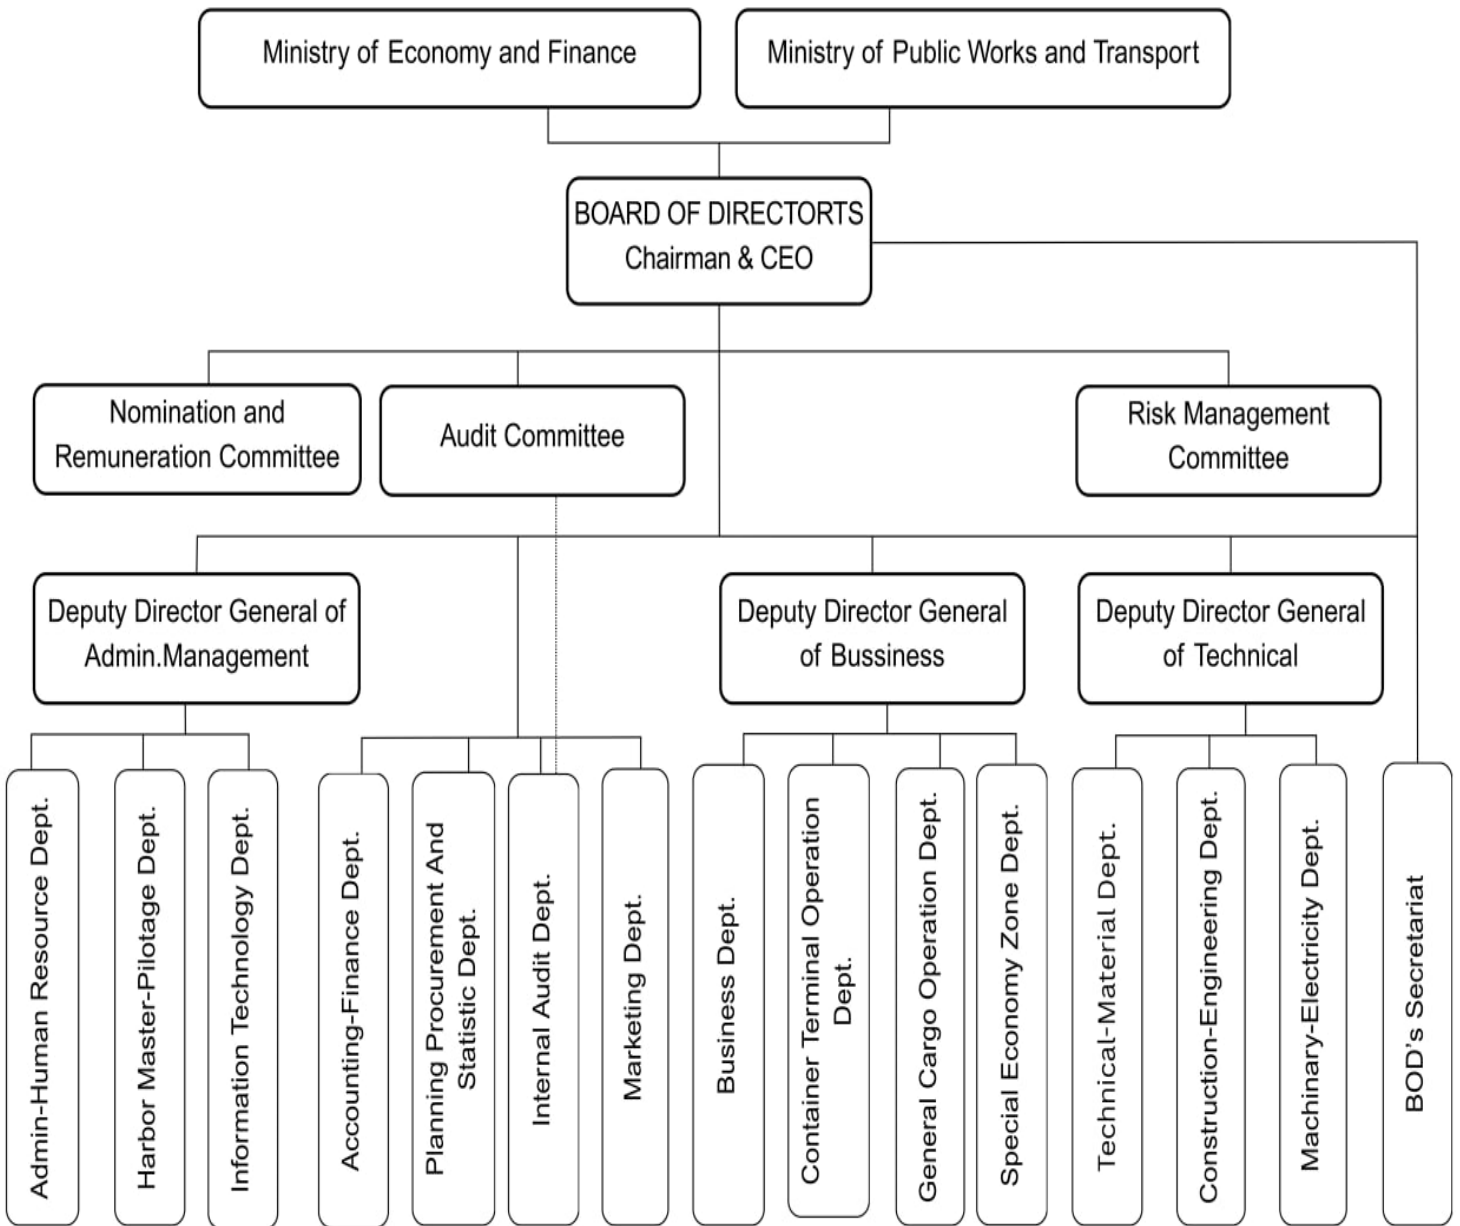 Ministry of Economy and Finance
Ministry of Public Works and Transport
BOARD OF DIRECTORTS
Chairman & CEO
Nomination and
Remuneration Committee
Audit Committee
Risk Management
Committee
Deputy Director General of
Admin.Management
Deputy Director General
of Bussiness
Deputy Director General
of Technical
Admin-Human Resource Dept.
Harbor Master-Pilotage Dept.
Information Technology Dept.
Accounting-Finance Dept.
Planning Procurement And
Statistic Dept.
Internal Audit Dept.
Marketing Dept.
Business Dept.
Container Terminal Operation
Dept.
General Cargo Operation Dept.
Special Economy Zone Dept.
Technical-Material Dept.
Construction-Engineering Dept.
Machinary-Electricity Dept.
BOD's Secretariat